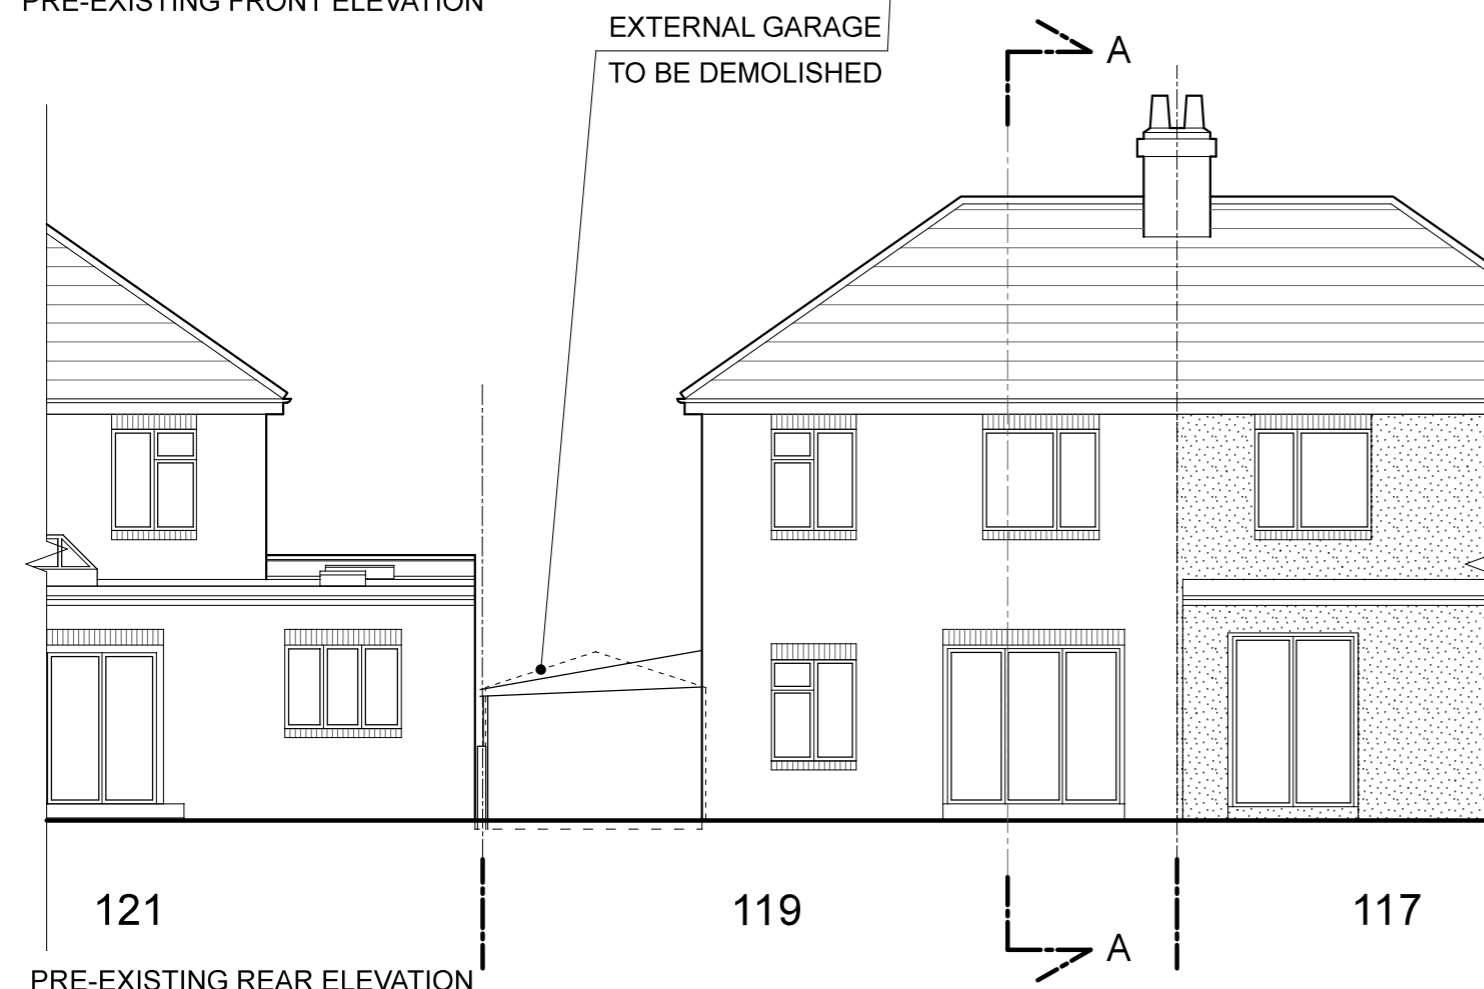 PRE-EXISTING FRONT ELEVATION
EXTERNAL GARAGE
TO BE DEMOLISHED
A
121
119
117
A
PRE-EXISTING REAR ELEVATION